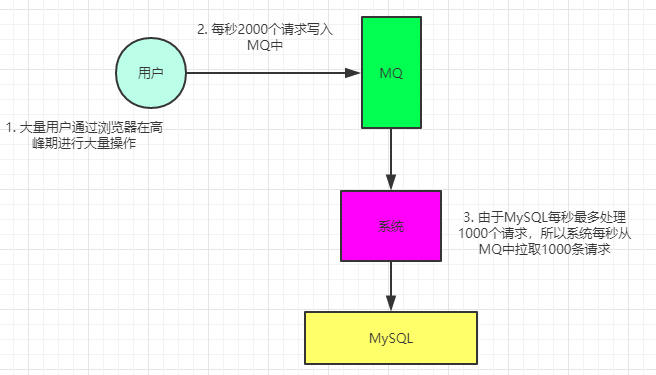 2. 每秒2000个请求写入
MQ中
用户
MQ
1. 大量用户通过浏览器在高
峰期进行大量操作
系统
3. 由于MySQL每秒最多处理
1000个请求，所以系统每秒从
MQ中拉取1000条请求
MySQL